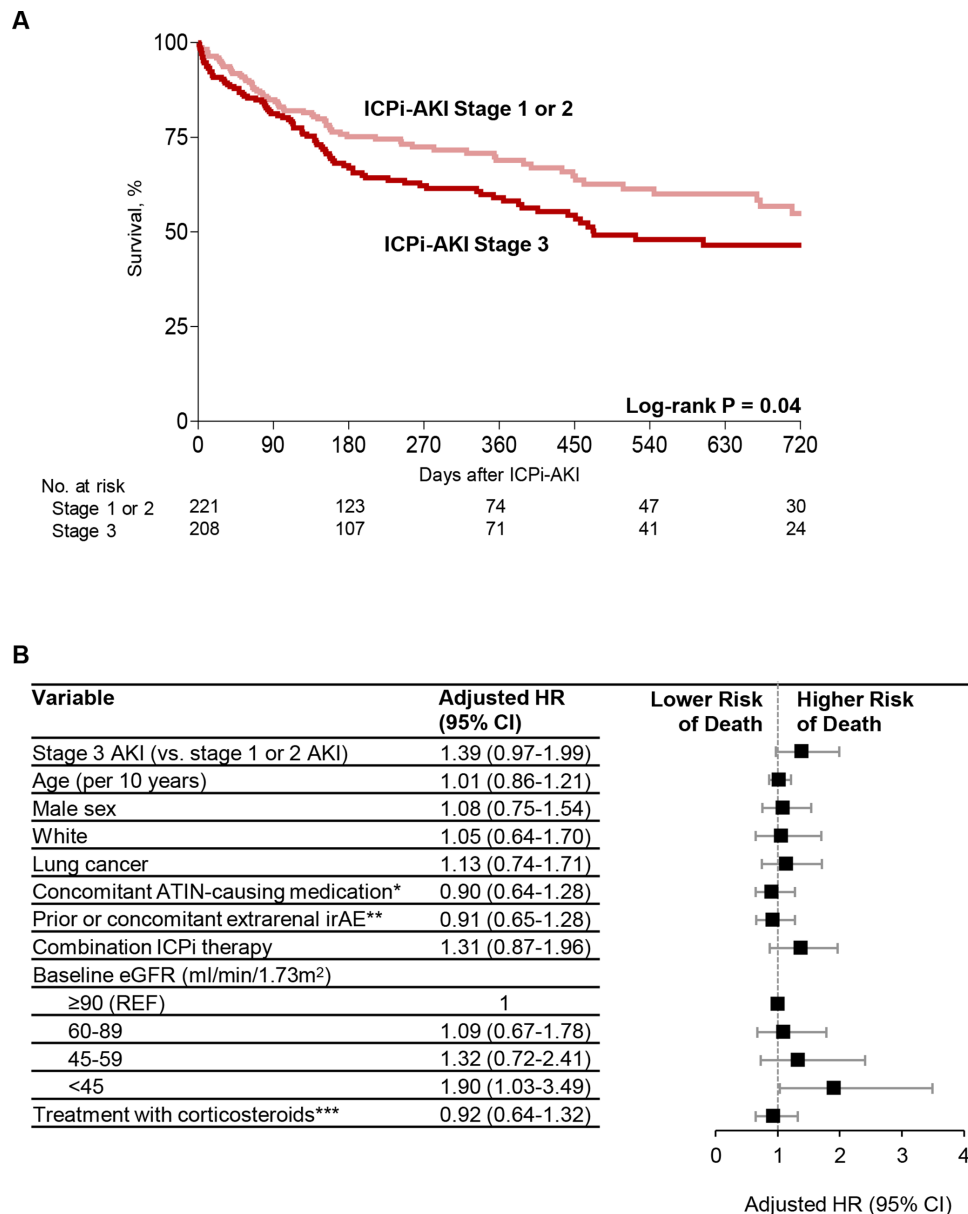 A
100
75
50
25
0
Survival, %
ICPi-AKI Stage 1 or 2
ICPi-AKI Stage 3
Log-rank P = 0.04
0 90 180 270 360 450 540 630 720
Days after ICPi-AKI
No. at risk
Stage 1 or 2 221 123 74 47 30
Stage 3 208 107 71 41 24
B
Variable Adjusted HR (95% CI) Lower Risk of Death Higher Risk of Death
Stage 3 AKI (vs. stage 1 or 2 AKI) 1.39 (0.97-1.99)
Age (per 10 years) 1.01 (0.86-1.21)
Male sex 1.08 (0.75-1.54)
White 1.05 (0.64-1.70)
Lung cancer 1.13 (0.74-1.71)
Concomitant ATIN-causing medication* 0.90 (0.64-1.28)
Prior or concomitant extrarenal irAE** 0.91 (0.65-1.28)
Combination ICPi therapy 1.31 (0.87-1.96)
Baseline eGFR (ml/min/1.73m²)
≥90 (REF) 1
60-89 1.09 (0.67-1.78)
45-59 1.32 (0.72-2.41)
<45 1.90 (1.03-3.49)
Treatment with corticosteroids*** 0.92 (0.64-1.32)
0 1 2 3 4
Adjusted HR (95% CI)